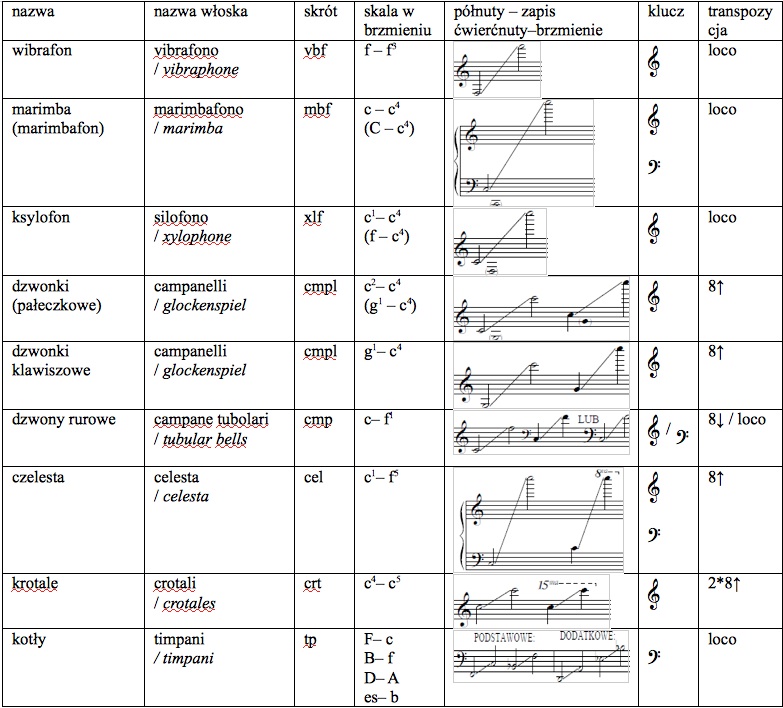 nazwa nazwa włoska skrót skala w brzmieniu półnuty – zapis ćwierćnuty–brzmienie klucz transpozycja
wibrafon vibrafono / vibraphone vbf f – f³ loco
marimba (marimbafon) marimbafono / marimba mbf c – c⁴ (C – c⁴) loco
ksylofon silofono / xylophone xlf c¹– c⁴ (f – c⁴) loco
dzwonki (pałeczkowe) campanelli / glockenspiel cmpl c²– c⁴ (g¹ – c⁴) 8↑
dzwonki klawiszowe campanelli / glockenspiel cmpl g¹– c⁴ 8↑
dzwony rurowe campane tubolari / tubular bells cmp c– f¹ LUB / 8↓ / loco
czelesta celesta / celesta cel c¹– f⁵ 8va 8↑
krotale crotali / crotales crt c⁴– c⁵ 15ma 2*8↑
kotły timpani / timpani tp F– c B– f D– A es– b PODSTAWOWE: DODATKOWE: loco